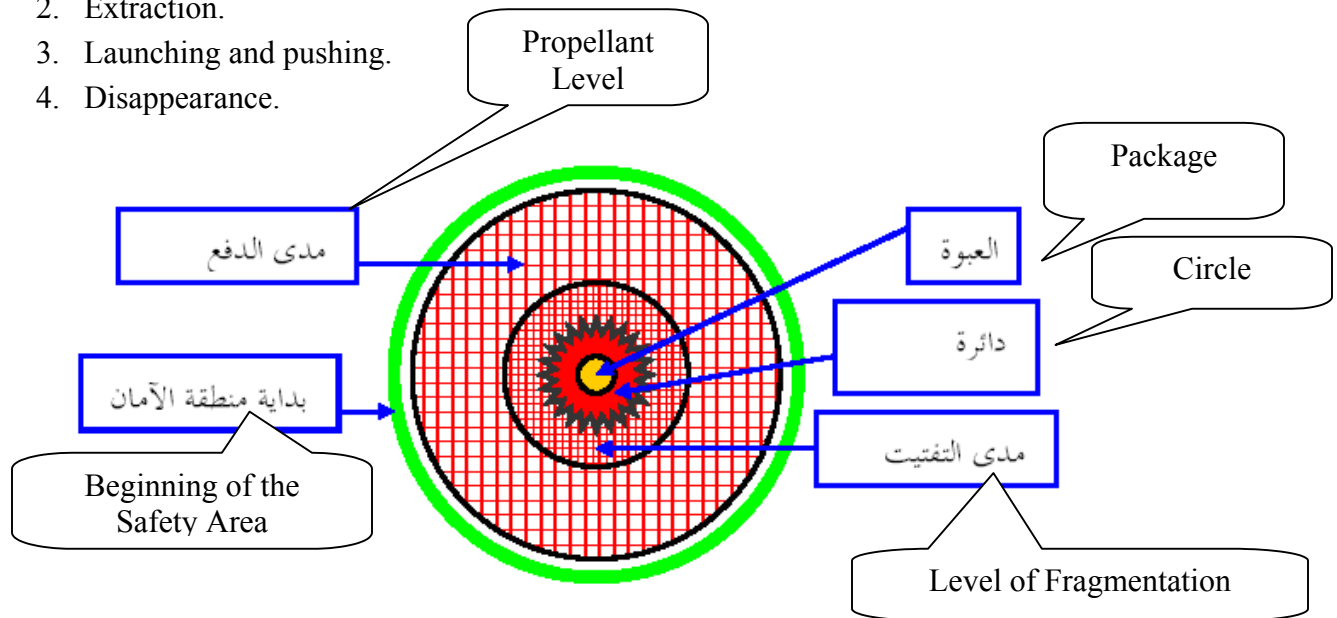 2. Extraction.
3. Launching and pushing.
4. Disappearance.
Propellant
Level
Package
Circle
مدى الدفع
العبوة
دائرة
بداية منطقة الآمان
مدى التفتيت
Beginning of the
Safety Area
Level of Fragmentation